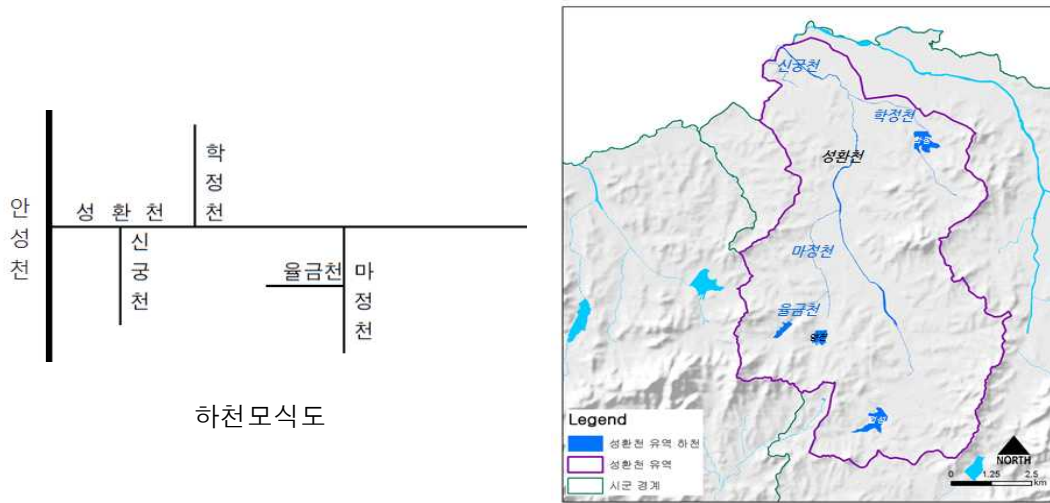 안성천
성환천
학정천
신궁천
율금천
마정천
하천모식도
신궁천
학정천
성환천
마정천
율금천
Legend
성환천 유역 하천
성환천 유역
시군 경계
NORTH
0 1.25 2.5
km